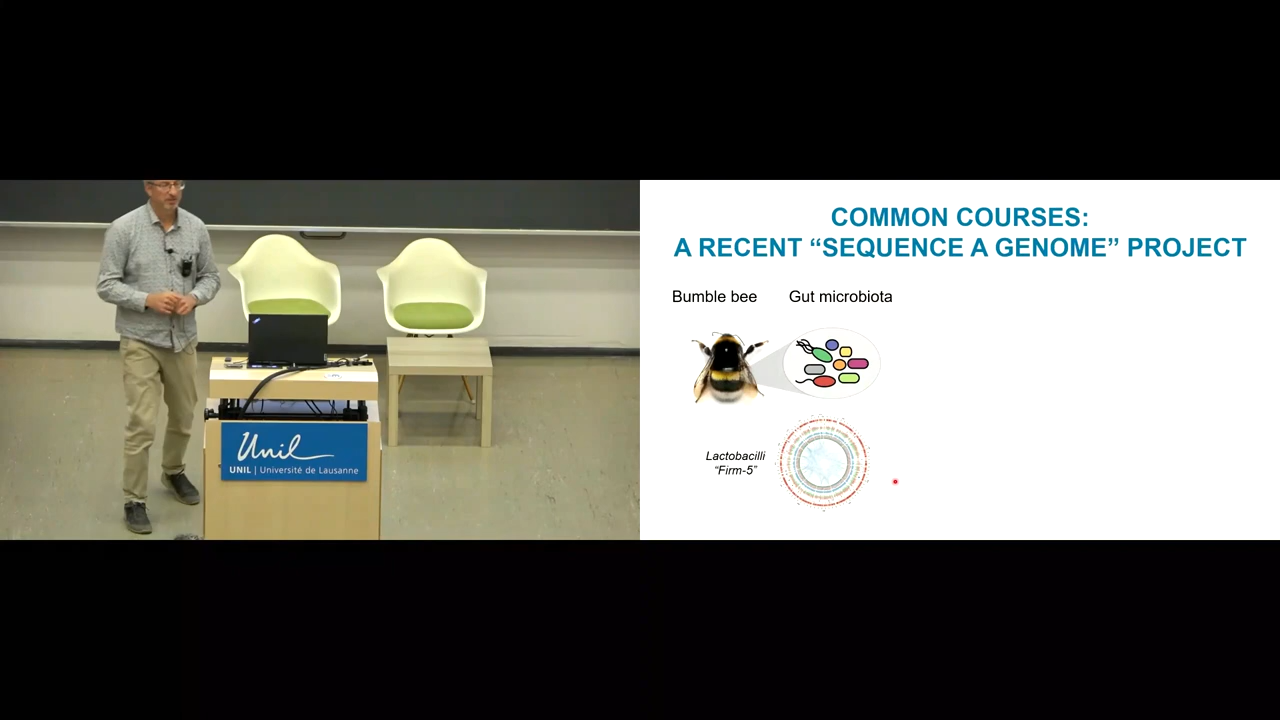 COMMON COURSES:
A RECENT “SEQUENCE A GENOME” PROJECT
Bumble bee
Gut microbiota
Lactobacilli
“Firm-5”
Unil
UNIL | Université de Lausanne